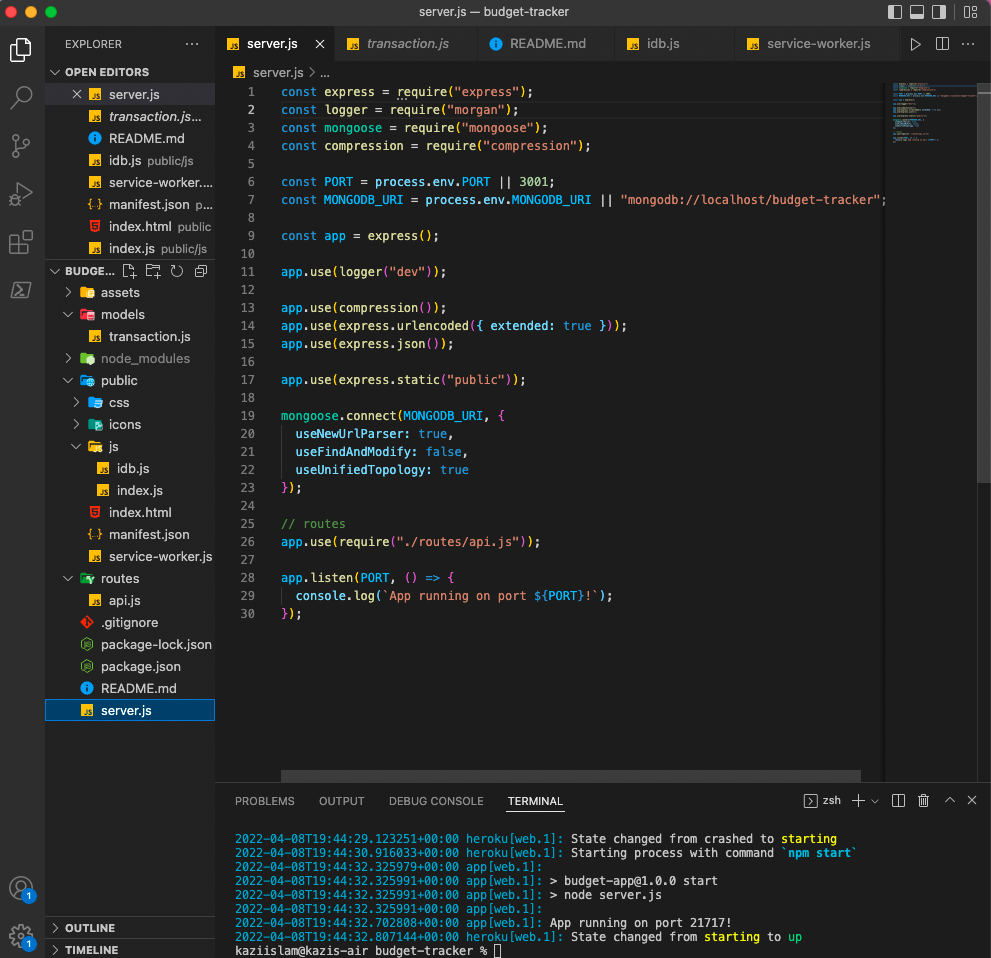 server.js — budget-tracker
EXPLORER
server.js
transaction.js
README.md
idb.js
service-worker.js
OPEN EDITORS
server.js
transaction.js...
README.md
idb.js public/js
service-worker....
manifest.json p...
index.html public
index.js public/js
BUDGE...
assets
models
transaction.js
node_modules
public
css
icons
js
idb.js
index.js
index.html
manifest.json
service-worker.js
routes
api.js
.gitignore
package-lock.json
package.json
README.md
server.js
OUTLINE
TIMELINE
1
1
server.js > ...
1 const express = require("express");
2 const logger = require("morgan");
3 const mongoose = require("mongoose");
4 const compression = require("compression");
5
6 const PORT = process.env.PORT || 3001;
7 const MONGODB_URI = process.env.MONGODB_URI || "mongodb://localhost/budget-tracker";
8
9 const app = express();
10
11 app.use(logger("dev"));
12
13 app.use(compression());
14 app.use(express.urlencoded({ extended: true }));
15 app.use(express.json());
16
17 app.use(express.static("public"));
18
19 mongoose.connect(MONGODB_URI, {
20 useNewUrlParser: true,
21 useFindAndModify: false,
22 useUnifiedTopology: true
23 });
24
25 // routes
26 app.use(require("./routes/api.js"));
27
28 app.listen(PORT, () => {
29 console.log(`App running on port ${PORT}!`);
30 });
PROBLEMS
OUTPUT
DEBUG CONSOLE
TERMINAL
zsh
2022-04-08T19:44:29.123251+00:00 heroku[web.1]: State changed from crashed to starting
2022-04-08T19:44:30.916033+00:00 heroku[web.1]: Starting process with command `npm start`
2022-04-08T19:44:32.325979+00:00 app[web.1]:
2022-04-08T19:44:32.325991+00:00 app[web.1]: > budget-app@1.0.0 start
2022-04-08T19:44:32.325991+00:00 app[web.1]: > node server.js
2022-04-08T19:44:32.325991+00:00 app[web.1]:
2022-04-08T19:44:32.702808+00:00 app[web.1]: App running on port 21717!
2022-04-08T19:44:32.807144+00:00 heroku[web.1]: State changed from starting to up
kaziislam@kazis-air budget-tracker %